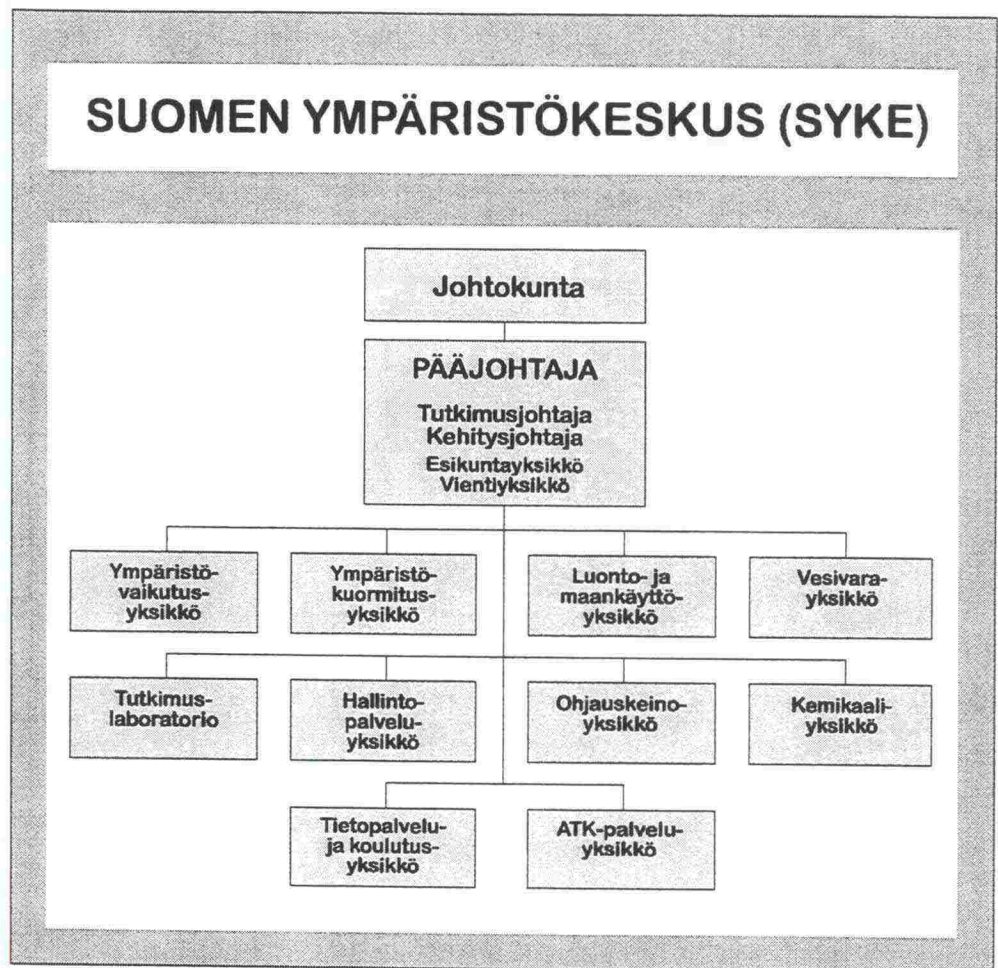 SUOMEN YMPÄRISTÖKESKUS (SYKE)
Johtokunta
PÄÄJOHTAJA
Tutkimusjohtaja
Kehitysjohtaja
Esikuntayksikkö
Vientiyksikkö
Ympäristö-
vaikutus-
yksikkö
Ympäristö-
kuormitus-
yksikkö
Luonto- ja
maankäyttö-
yksikkö
Vesivara-
yksikkö
Tutkimus-
laboratorio
Hallinto-
palvelu-
yksikkö
Ohjauskeino-
yksikkö
Kemikaali-
yksikkö
Tietopalvelu-
ja koulutus-
yksikkö
ATK-palvelu-
yksikkö